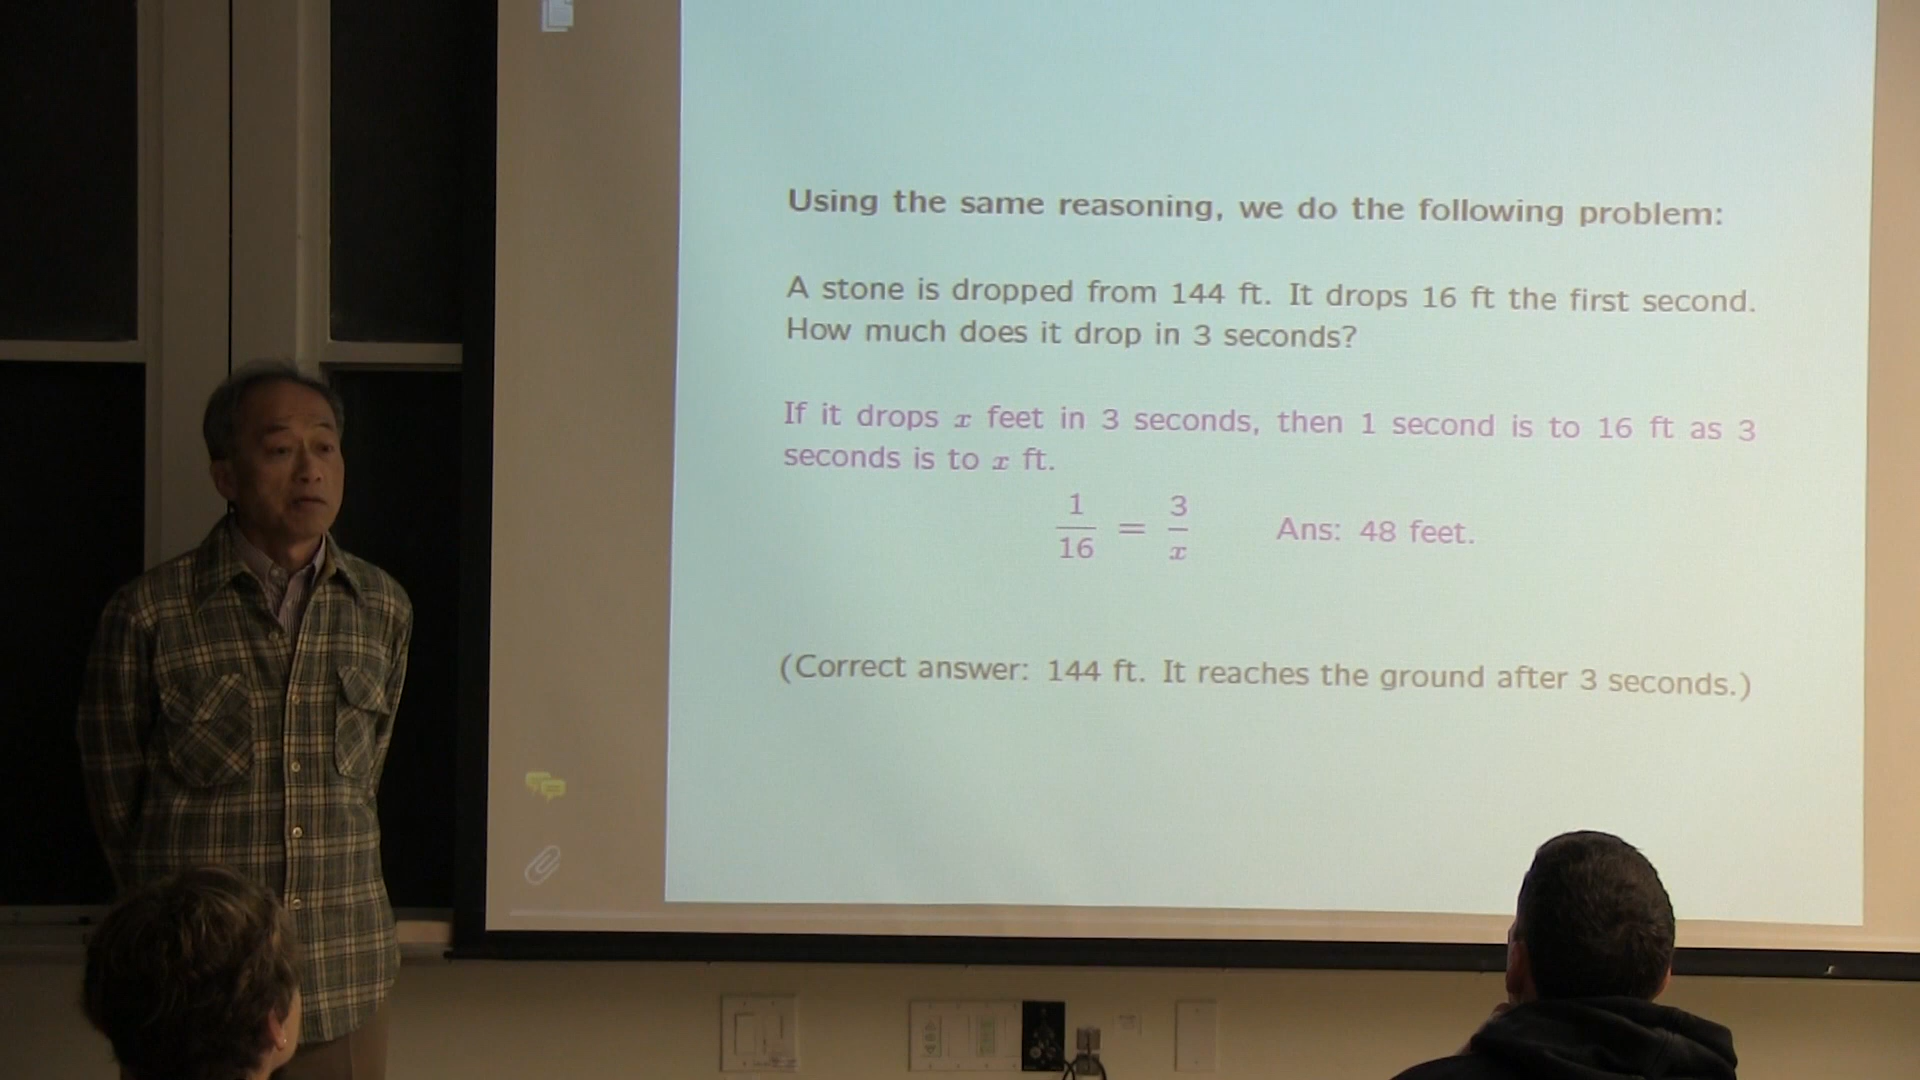 Using the same reasoning, we do the following problem:
A stone is dropped from 144 ft. It drops 16 ft the first second.
How much does it drop in 3 seconds?
If it drops x feet in 3 seconds, then 1 second is to 16 ft as 3
seconds is to x ft.
1/16 = 3/x Ans: 48 feet.
(Correct answer: 144 ft. It reaches the ground after 3 seconds.)